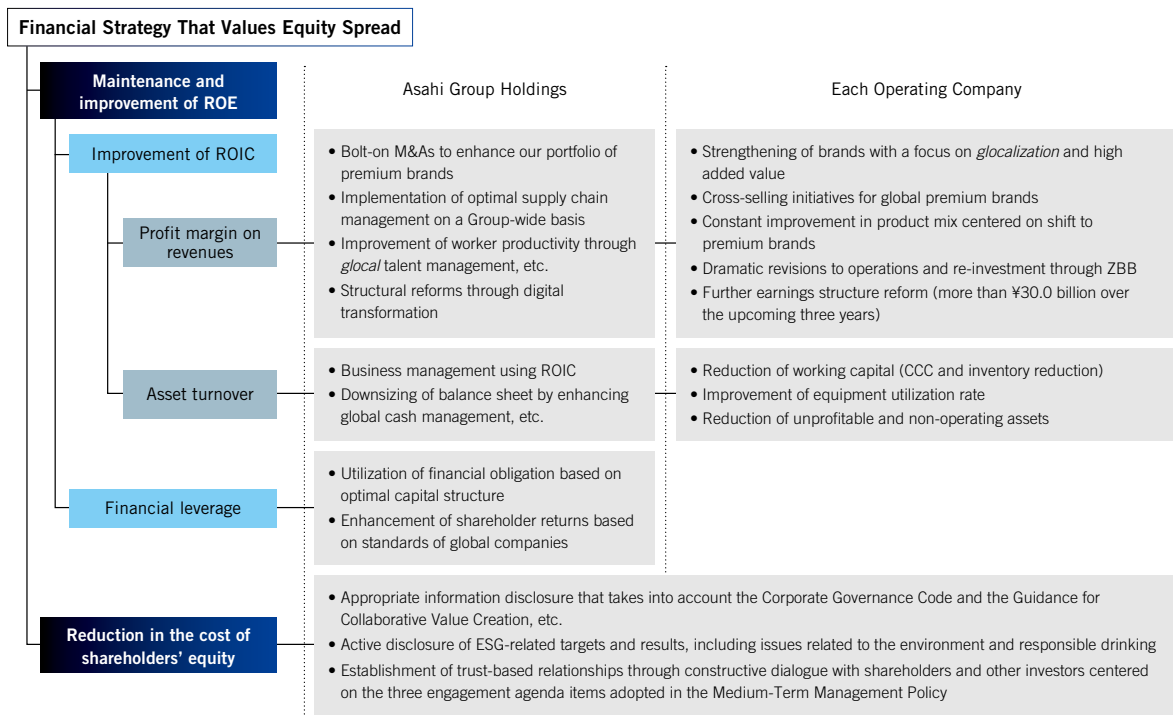 Financial Strategy That Values Equity Spread
Maintenance and
improvement of ROE
Asahi Group Holdings
Each Operating Company
Improvement of ROIC
Profit margin on
revenues
• Bolt-on M&As to enhance our portfolio of
premium brands
• Implementation of optimal supply chain
management on a Group-wide basis
• Improvement of worker productivity through
glocal talent management, etc.
• Structural reforms through digital
transformation
• Strengthening of brands with a focus on glocalization and high
added value
• Cross-selling initiatives for global premium brands
• Constant improvement in product mix centered on shift to
premium brands
• Dramatic revisions to operations and re-investment through ZBB
• Further earnings structure reform (more than ¥30.0 billion over
the upcoming three years)
Asset turnover
• Business management using ROIC
• Downsizing of balance sheet by enhancing
global cash management, etc.
• Reduction of working capital (CCC and inventory reduction)
• Improvement of equipment utilization rate
• Reduction of unprofitable and non-operating assets
Financial leverage
• Utilization of financial obligation based on
optimal capital structure
• Enhancement of shareholder returns based
on standards of global companies
Reduction in the cost of
shareholders' equity
• Appropriate information disclosure that takes into account the Corporate Governance Code and the Guidance for
Collaborative Value Creation, etc.
• Active disclosure of ESG-related targets and results, including issues related to the environment and responsible drinking
• Establishment of trust-based relationships through constructive dialogue with shareholders and other investors centered
on the three engagement agenda items adopted in the Medium-Term Management Policy